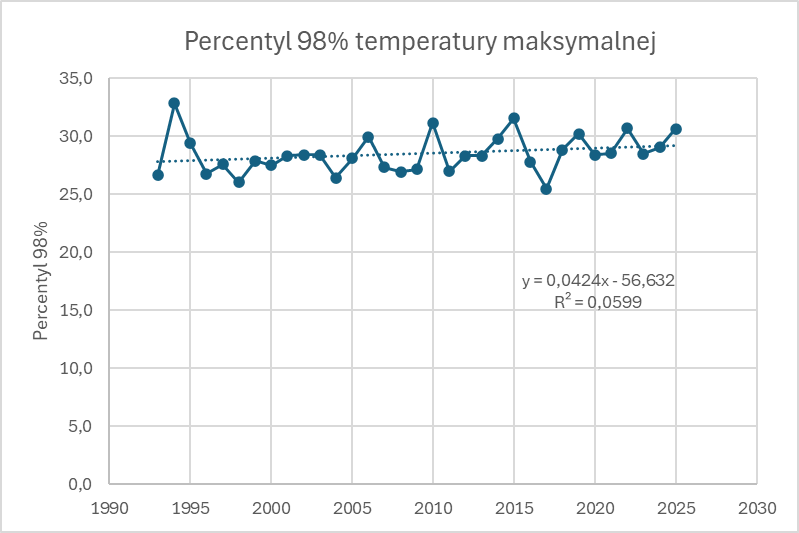 Percentyl 98% temperatury maksymalnej
Percentyl 98%
35,0
30,0
25,0
20,0
15,0
10,0
5,0
0,0
y = 0,0424x - 56,632
R² = 0,0599
1990 1995 2000 2005 2010 2015 2020 2025 2030